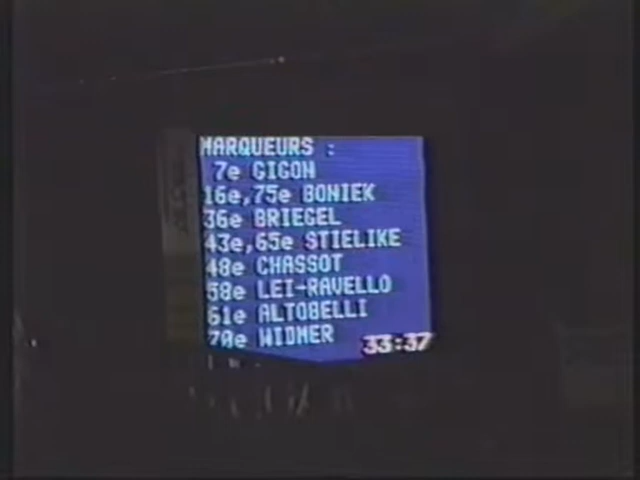 MARQUEURS :
7e GIGON
16e,75e BONIEK
36e BRIEGEL
43e,65e STIELIKE
48e CHASSOT
58e LEI-RAVELLO
61e ALTOBELLI
70e WIDMER
33:37